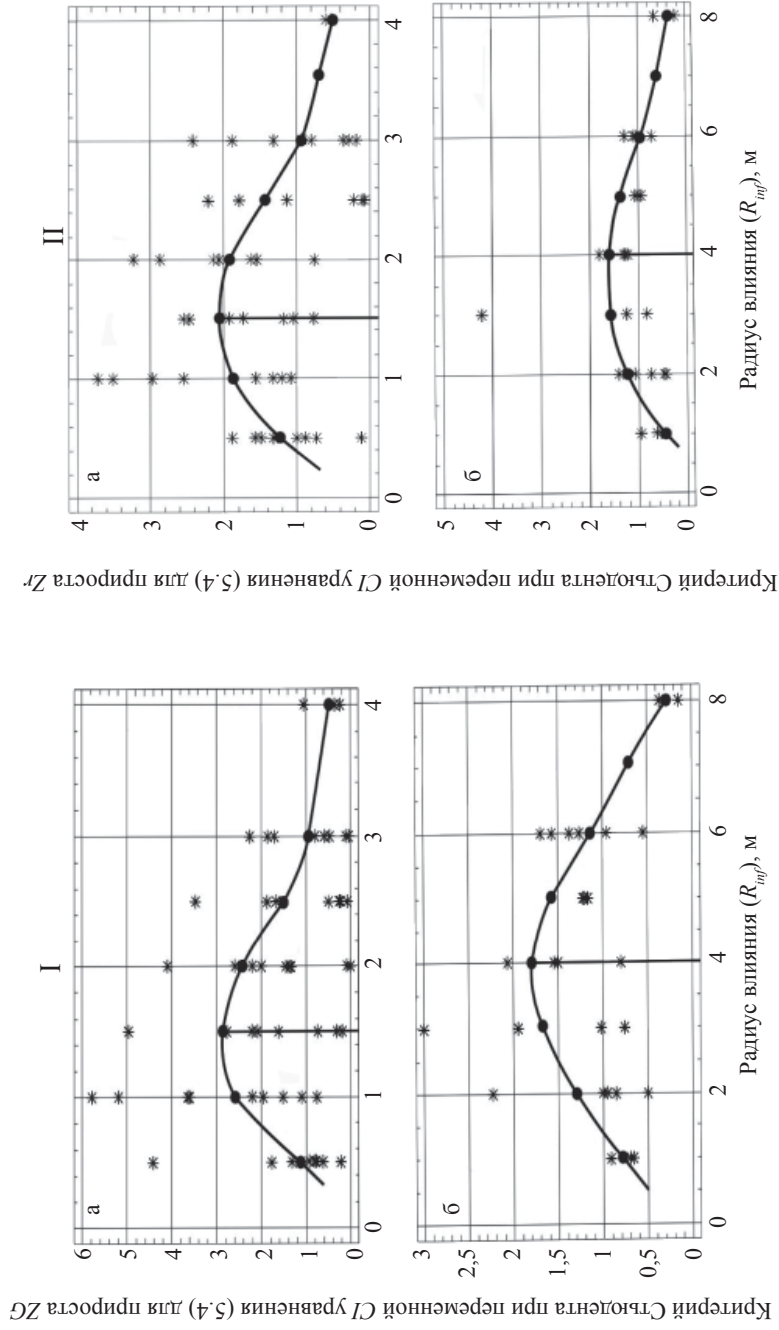 I
Критерий Стьюдента при переменной CI уравнения (5.4) для прироста ZG
а
6
5
4
3
2
1
0
0 1 2 3 4
б
3
2,5
2
1,5
1
0,5
0
0 2 4 6 8
Радиус влияния (R_inf), м
II
Критерий Стьюдента при переменной CI уравнения (5.4) для прироста Zr
а
4
3
2
1
0
0 1 2 3 4
б
5
4
3
2
1
0
0 2 4 6 8
Радиус влияния (R_inf), м